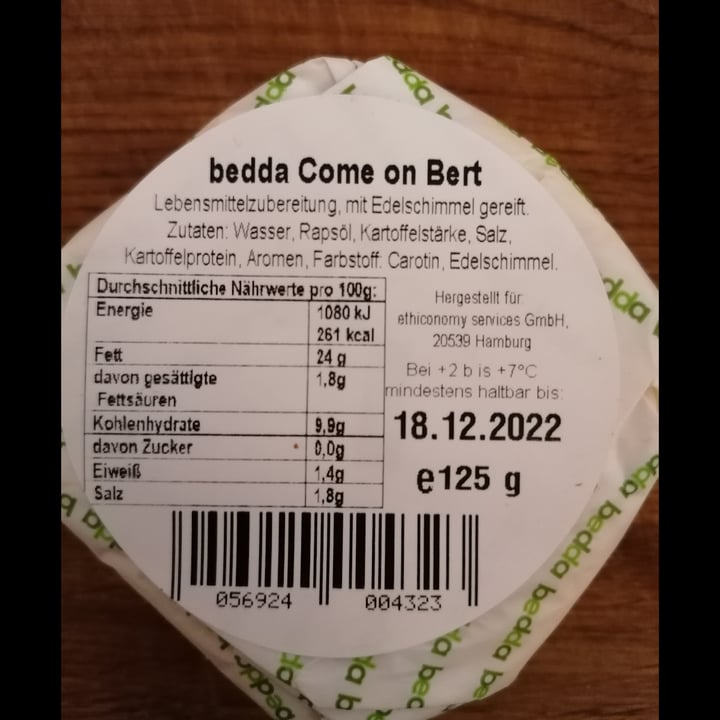 bedda Come on Bert
Lebensmittelzubereitung, mit Edelschimmel gereift.
Zutaten: Wasser, Rapsöl, Kartoffelstärke, Salz,
Kartoffelprotein, Aromen, Farbstoff: Carotin, Edelschimmel.
Durchschnittliche Nährwerte pro 100g:
Energie 1080 kJ
261 kcal
Fett 24 g
davon gesättigte 1,8g
Fettsäuren
Kohlenhydrate 9,9g
davon Zucker 0,0g
Eiweiß 1,4g
Salz 1,8g
Hergestellt für:
ethiconomy services GmbH,
20539 Hamburg
Bei +2 bis +7°C
mindestens haltbar bis:
18.12.2022
e125 g
056924 004323
bedda bedda bedda